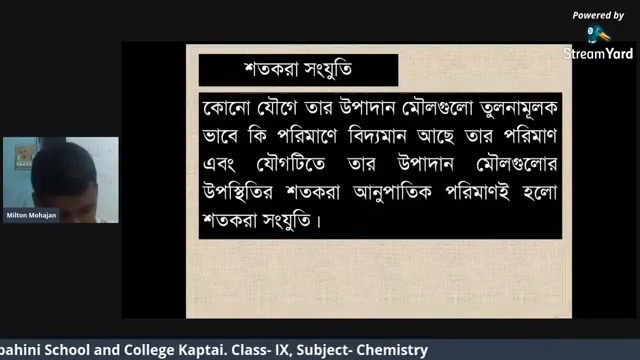 Powered by
StreamYard
শতকরা সংযুতি
কোনো যৌগে তার উপাদান মৌলগুলো তুলনামূলক
ভাবে কি পরিমাণে বিদ্যমান আছে তার পরিমাণ
এবং যৌগটিতে তার উপাদান মৌলগুলোর
উপস্থিতির শতকরা আনুপাতিক পরিমাণই হলো
শতকরা সংযুতি।
Milton Mohajan
pahini School and College Kaptai. Class- IX, Subject- Chemistry